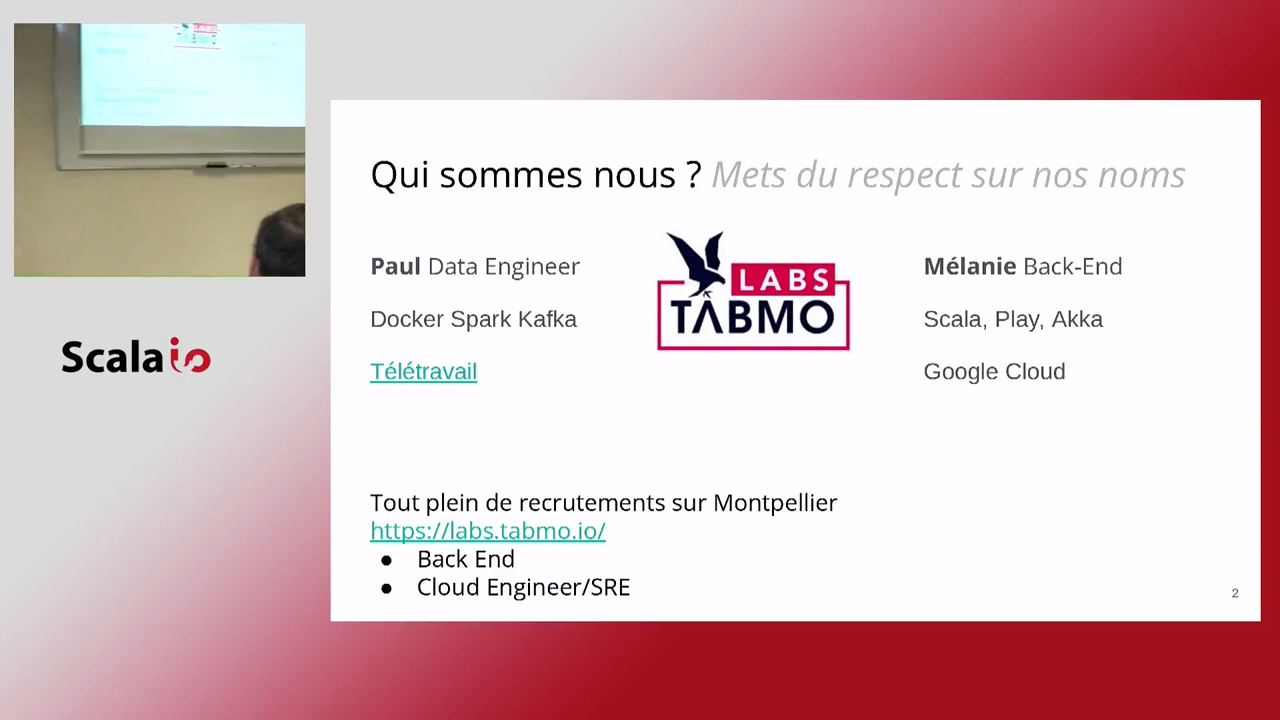 Qui sommes nous ? Mets du respect sur nos noms
Paul Data Engineer
Docker Spark Kafka
Télétravail
LABS
TABMO
Mélanie Back-End
Scala, Play, Akka
Google Cloud
Scala io
Tout plein de recrutements sur Montpellier
https://labs.tabmo.io/
● Back End
● Cloud Engineer/SRE
2